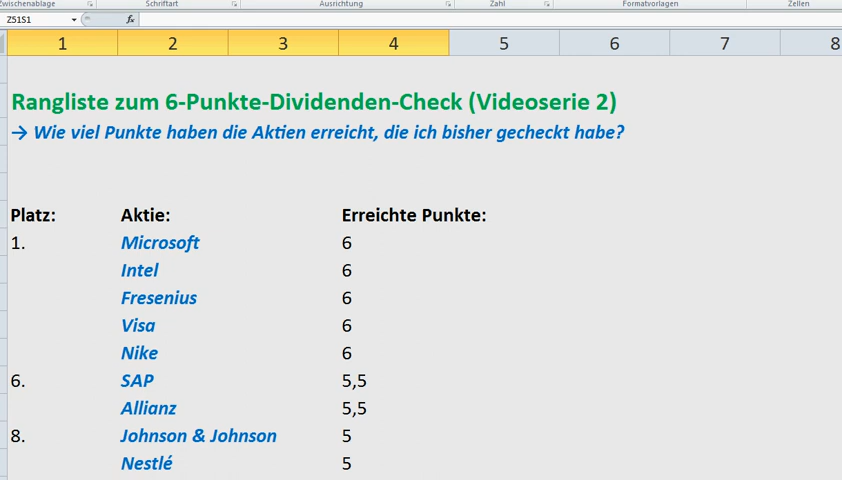 Zwischenablage Schriftart Ausrichtung Zahl Formatvorlagen Zellen
Z51S1 fx
1 2 3 4 5 6 7 8
Rangliste zum 6-Punkte-Dividenden-Check (Videoserie 2)
→ Wie viel Punkte haben die Aktien erreicht, die ich bisher gecheckt habe?
Platz: Aktie: Erreichte Punkte:
1. Microsoft 6
Intel 6
Fresenius 6
Visa 6
Nike 6
6. SAP 5,5
Allianz 5,5
8. Johnson & Johnson 5
Nestlé 5